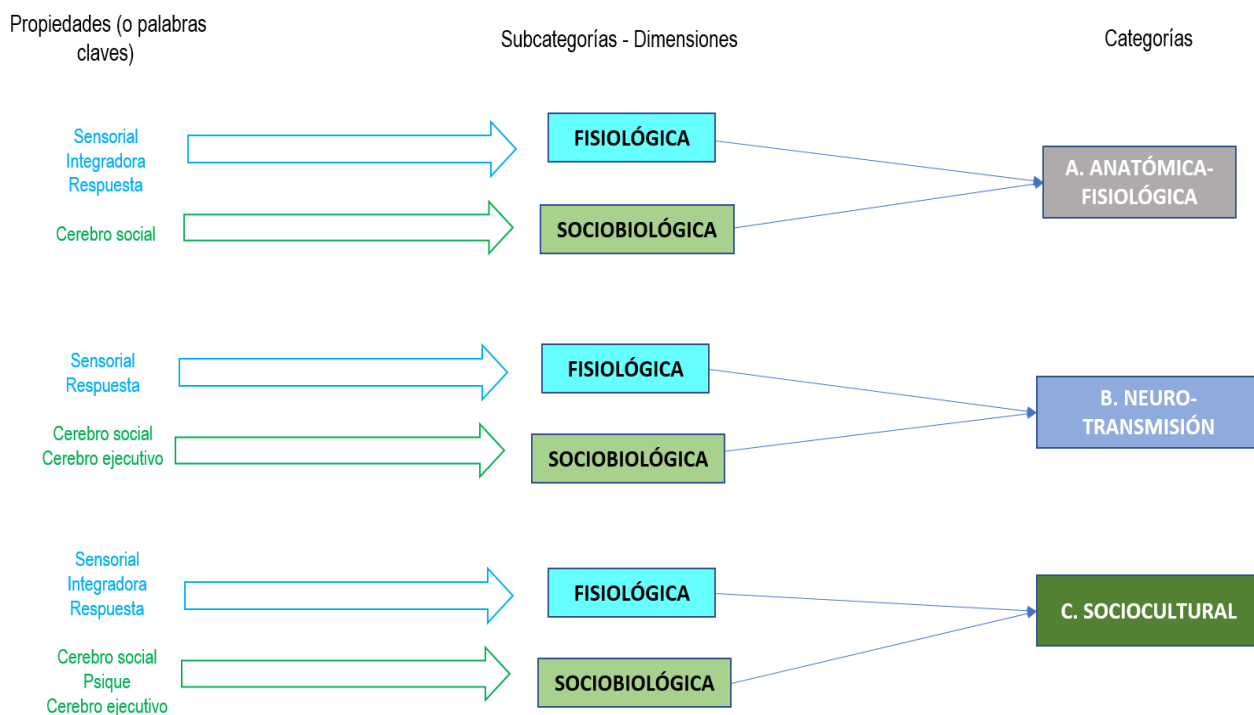 Propiedades (o palabras
claves)
Subcategorías - Dimensiones
Categorías
Sensorial
Integradora
Respuesta
FISIOLÓGICA
A. ANATÓMICA-
FISIOLÓGICA
Cerebro social
SOCIOBIOLÓGICA
Sensorial
Respuesta
FISIOLÓGICA
B. NEURO-
TRANSMISIÓN
Cerebro social
Cerebro ejecutivo
SOCIOBIOLÓGICA
Sensorial
Integradora
Respuesta
FISIOLÓGICA
C. SOCIOCULTURAL
Cerebro social
Psique
Cerebro ejecutivo
SOCIOBIOLÓGICA